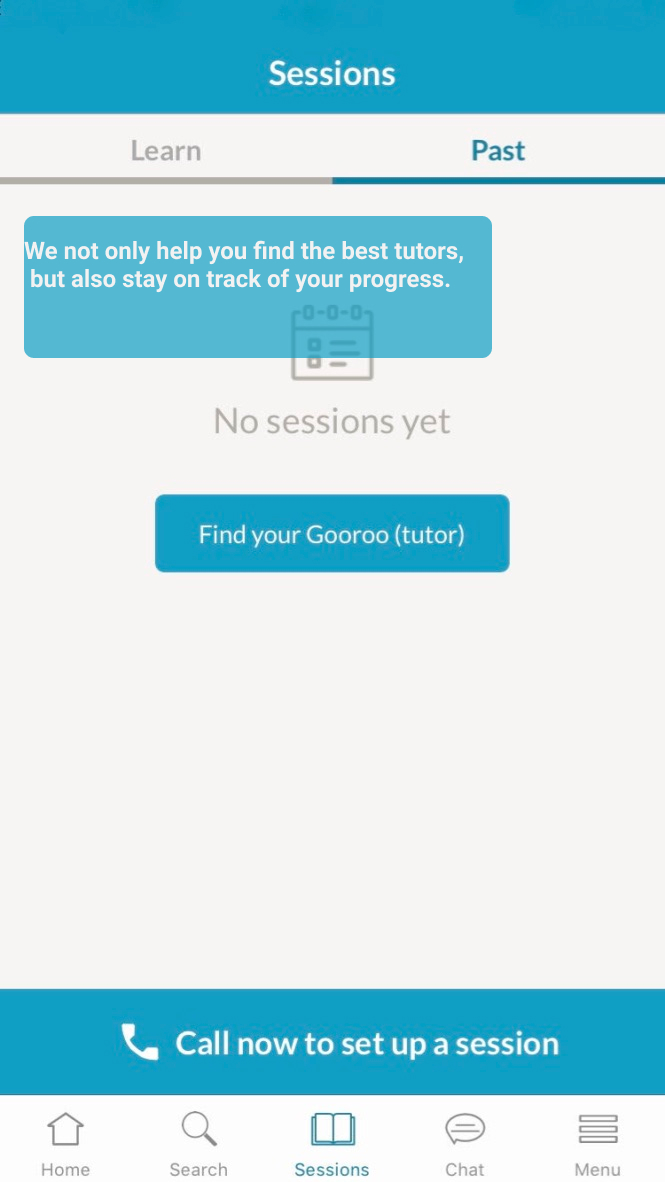 Sessions
Learn
Past
We not only help you find the best tutors,
but also stay on track of your progress.
No sessions yet
Find your Gooroo (tutor)
Call now to set up a session
Home
Search
Sessions
Chat
Menu